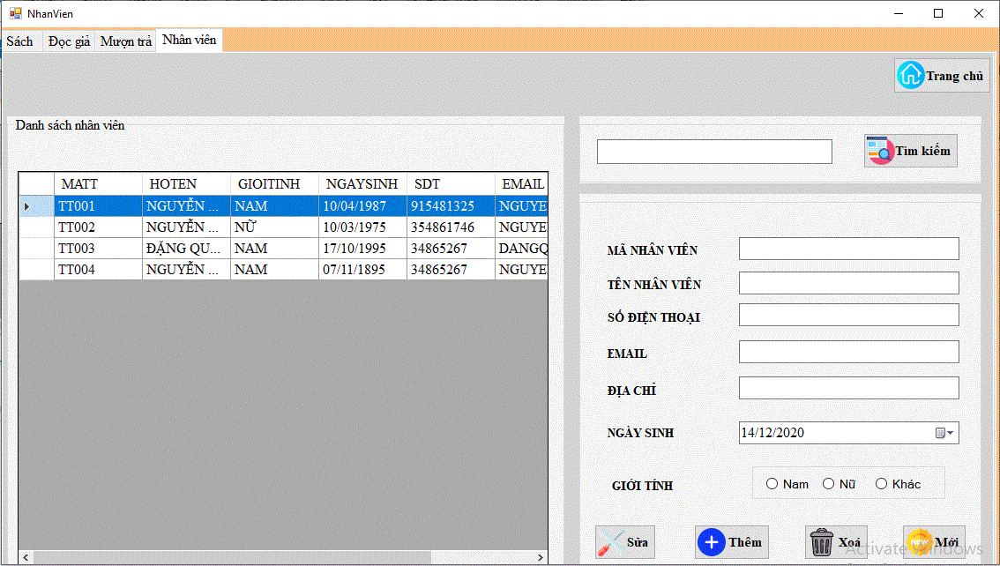 NhanVien
Sách Đọc giả Mượn trả Nhân viên
Trang chủ
Danh sách nhân viên
Tìm kiếm
MATT HOTEN GIOITINH NGAYSINH SDT EMAIL
TT001 NGUYỄN ... NAM 10/04/1987 915481325 NGUYE
TT002 NGUYỄN ... NỮ 10/03/1975 354861746 NGUYE
TT003 ĐẶNG QU... NAM 17/10/1995 34865267 DANGQ
TT004 NGUYỄN ... NAM 07/11/1895 34865267 NGUYE
MÃ NHÂN VIÊN
TÊN NHÂN VIÊN
SỐ ĐIỆN THOẠI
EMAIL
ĐỊA CHỈ
NGÀY SINH 14/12/2020
GIỚI TÍNH Nam Nữ Khác
Sửa Thêm Xoá NEW Mới
Activate Windows